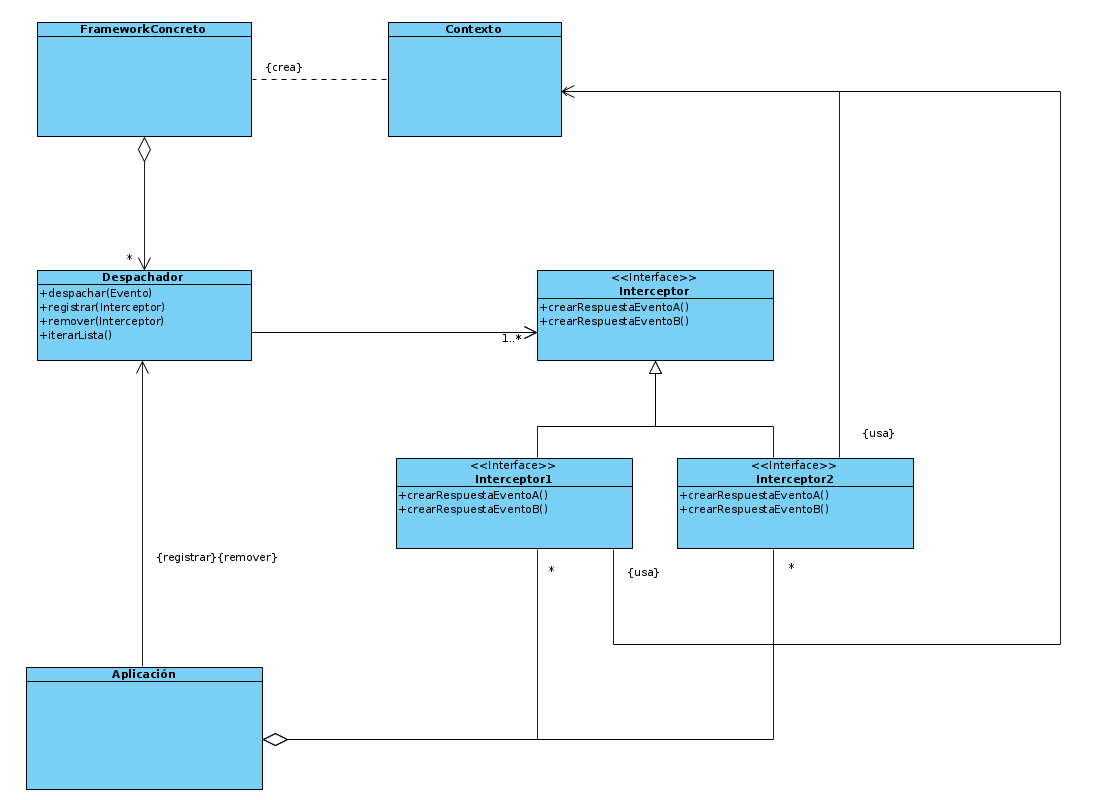 FrameworkConcreto
Contexto
{crea}
*
Despachador
+despachar(Evento)
+registrar(Interceptor)
+remover(Interceptor)
+iterarLista()
<<Interface>>
Interceptor
+crearRespuestaEventoA()
+crearRespuestaEventoB()
1..*
{usa}
<<Interface>>
Interceptor1
+crearRespuestaEventoA()
+crearRespuestaEventoB()
<<Interface>>
Interceptor2
+crearRespuestaEventoA()
+crearRespuestaEventoB()
{registrar}{remover}
*
{usa}
*
Aplicación